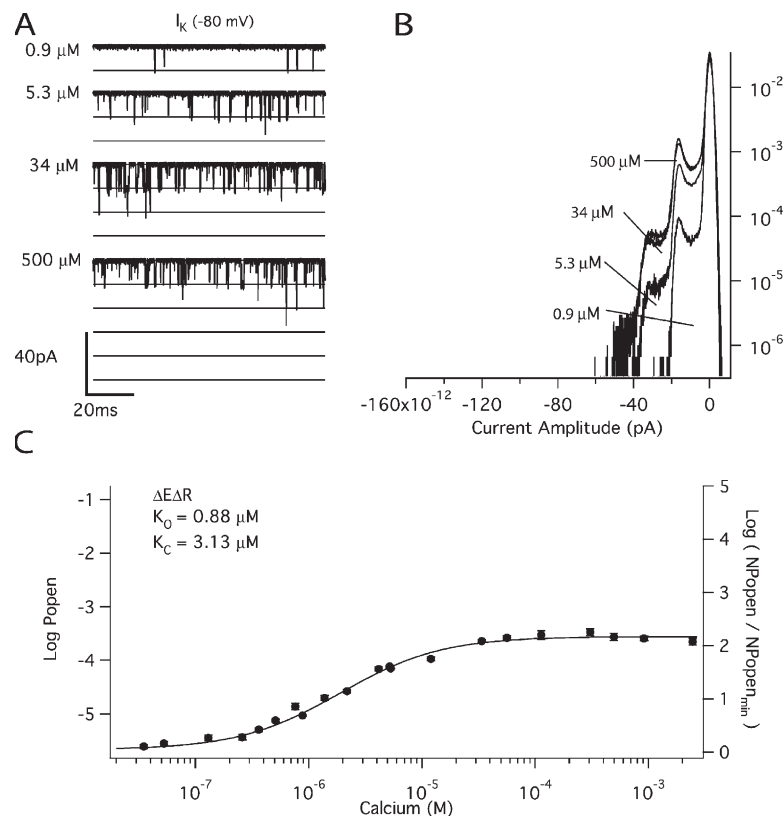 A
I_K (-80 mV)
0.9 μM
5.3 μM
34 μM
500 μM
40pA
20ms
B
10^-2
10^-3
10^-4
10^-5
10^-6
500 μM
34 μM
5.3 μM
0.9 μM
-160x10^-12
-120
-80
-40
0
Current Amplitude (pA)
C
ΔEΔR
K_O = 0.88 μM
K_C = 3.13 μM
-1
-2
-3
-4
-5
Log Popen
5
4
3
2
1
0
Log ( NPopen / NPopen_min )
10^-7
10^-6
10^-5
10^-4
10^-3
Calcium (M)